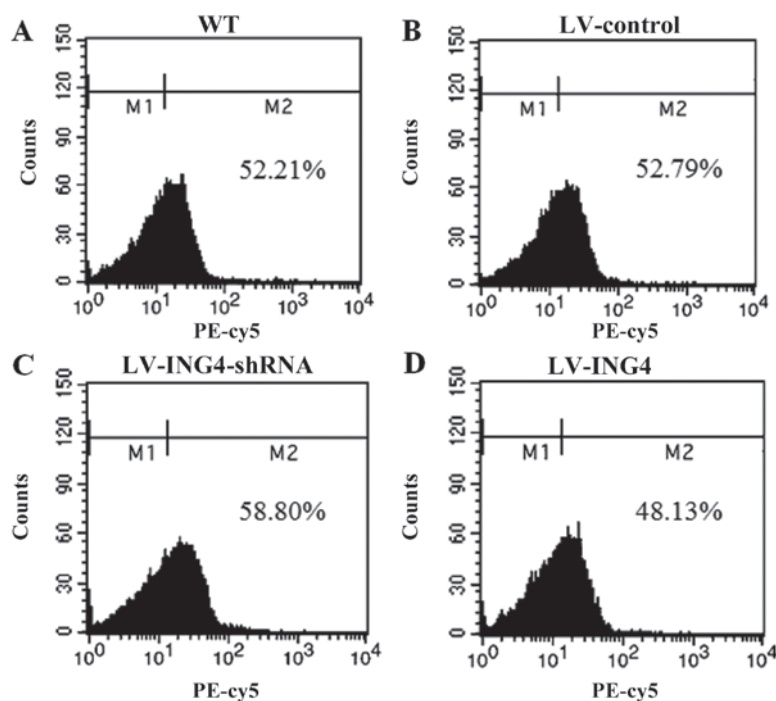 A
WT
150
120
90
60
30
0
Counts
M1
M2
52.21%
10^0
10^1
10^2
10^3
10^4
PE-cy5
B
LV-control
150
120
90
60
30
0
Counts
M1
M2
52.79%
10^0
10^1
10^2
10^3
10^4
PE-cy5
C
LV-ING4-shRNA
150
120
90
60
30
0
Counts
M1
M2
58.80%
10^0
10^1
10^2
10^3
10^4
PE-cy5
D
LV-ING4
150
120
90
60
30
0
Counts
M1
M2
48.13%
10^0
10^1
10^2
10^3
10^4
PE-cy5